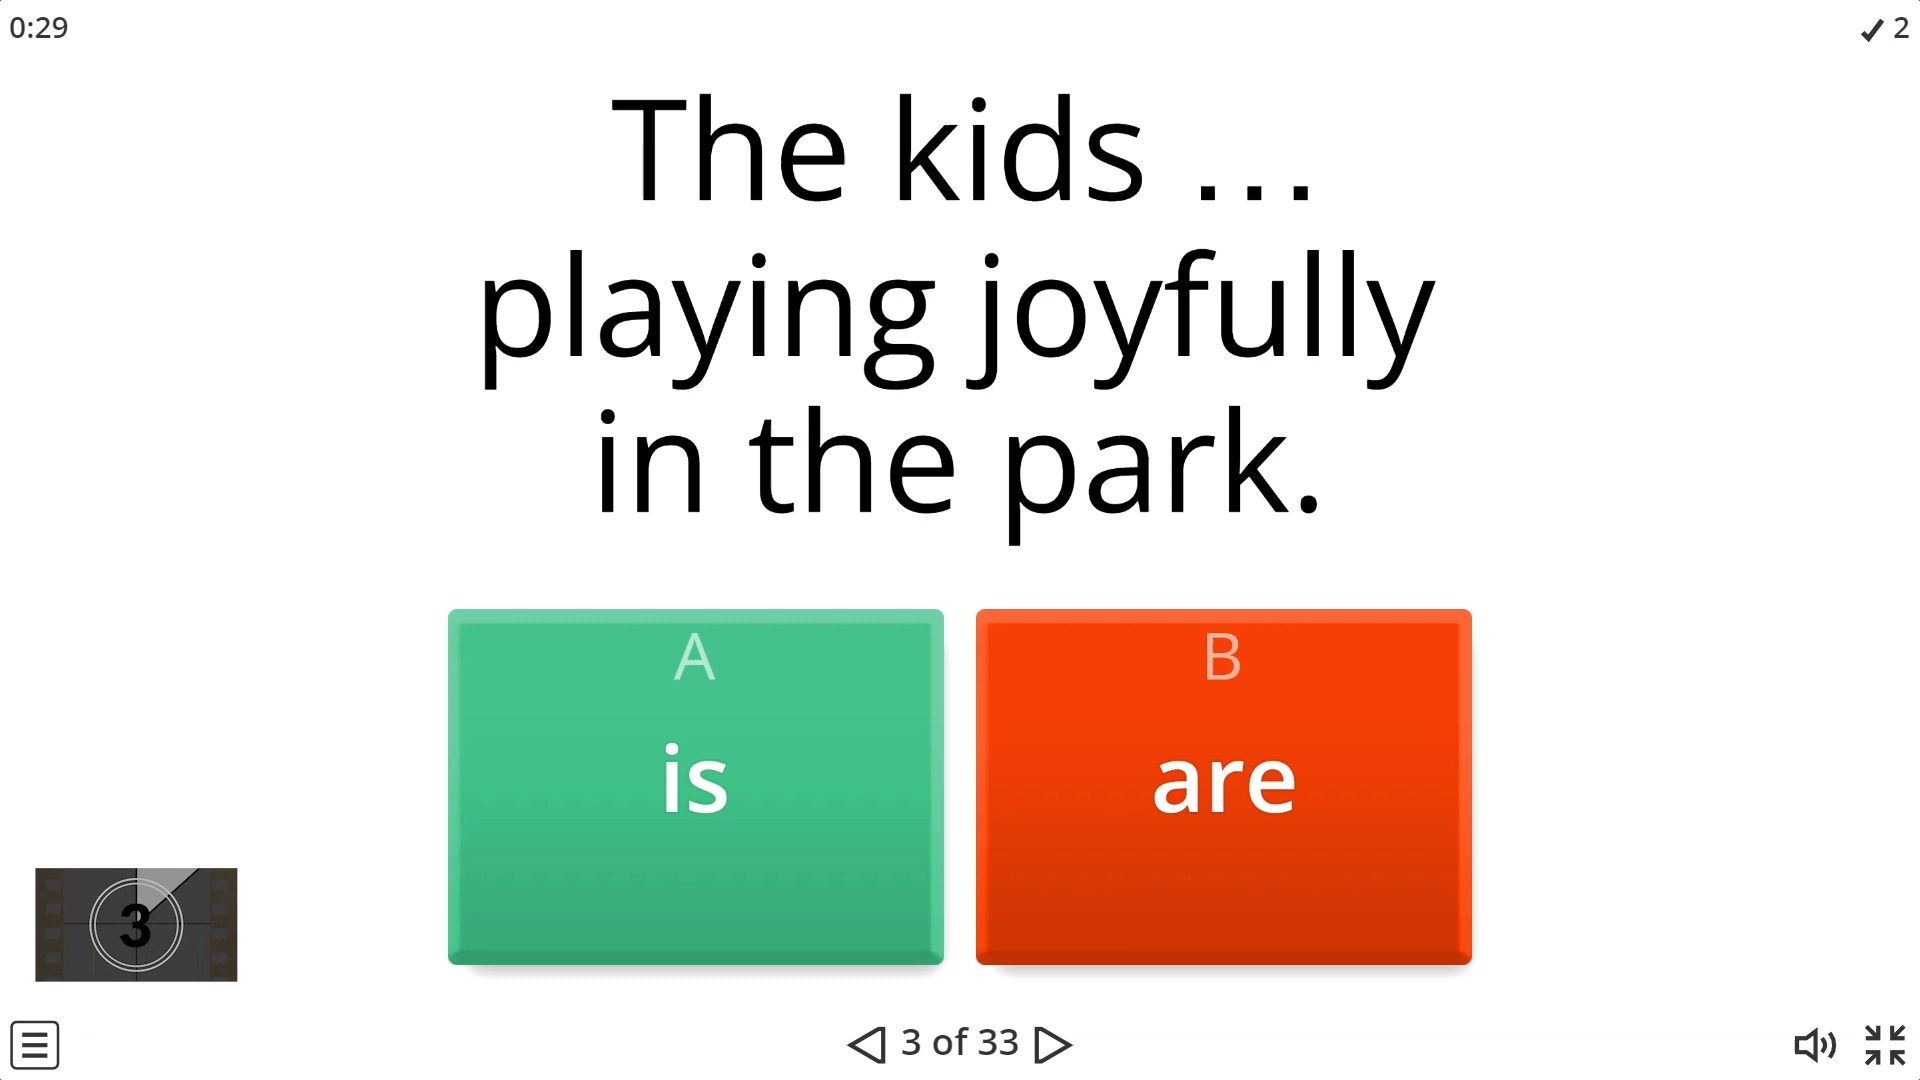 0:29
✓ 2
The kids …
playing joyfully
in the park.
A
is
B
are
3
3 of 33